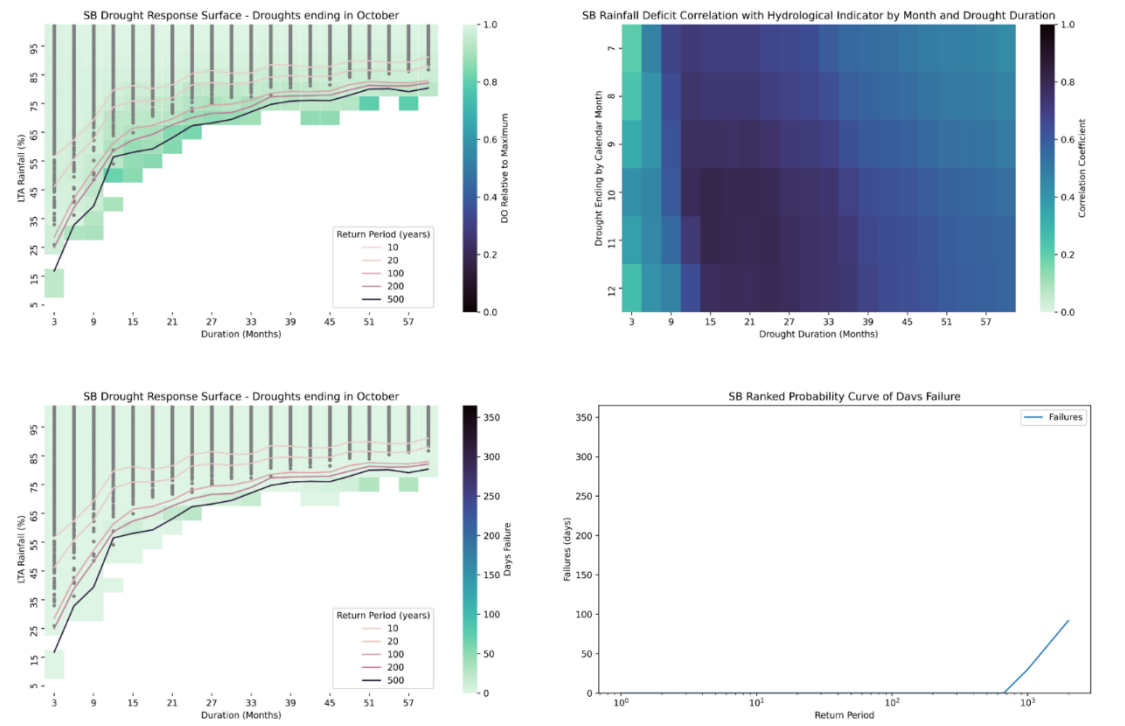 SB Drought Response Surface - Droughts ending in October
LTA Rainfall (%)
95
85
75
65
55
45
35
25
15
5
3 9 15 21 27 33 39 45 51 57
Duration (Months)
Return Period (years)
10
20
100
200
500
1.0
0.8
0.6
0.4
0.2
0.0
DO Relative to Maximum
SB Rainfall Deficit Correlation with Hydrological Indicator by Month and Drought Duration
Drought Ending by Calendar Month
7
8
9
10
11
12
3 9 15 21 27 33 39 45 51 57
Drought Duration (Months)
1.0
0.8
0.6
0.4
0.2
0.0
Correlation Coefficient
SB Drought Response Surface - Droughts ending in October
LTA Rainfall (%)
95
85
75
65
55
45
35
25
15
5
3 9 15 21 27 33 39 45 51 57
Duration (Months)
Return Period (years)
10
20
100
200
500
350
300
250
200
150
100
50
0
Days Failure
SB Ranked Probability Curve of Days Failure
Failures (days)
350
300
250
200
150
100
50
0
10⁰ 10¹ 10² 10³
Return Period
Failures